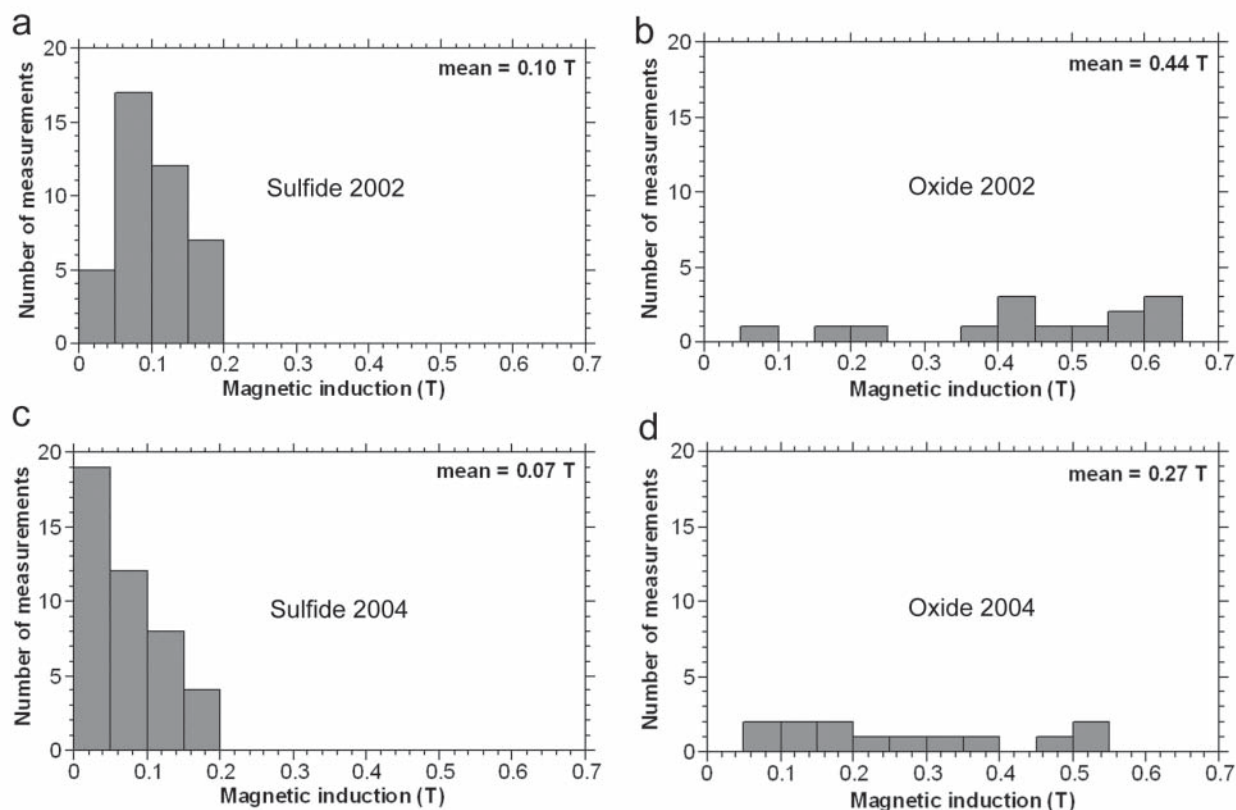 a
20
15
10
5
0
Number of measurements
mean = 0.10 T
Sulfide 2002
0 0.1 0.2 0.3 0.4 0.5 0.6 0.7
Magnetic induction (T)
b
20
15
10
5
0
Number of measurements
mean = 0.44 T
Oxide 2002
0 0.1 0.2 0.3 0.4 0.5 0.6 0.7
Magnetic induction (T)
c
20
15
10
5
0
Number of measurements
mean = 0.07 T
Sulfide 2004
0 0.1 0.2 0.3 0.4 0.5 0.6 0.7
Magnetic induction (T)
d
20
15
10
5
0
Number of measurements
mean = 0.27 T
Oxide 2004
0 0.1 0.2 0.3 0.4 0.5 0.6 0.7
Magnetic induction (T)